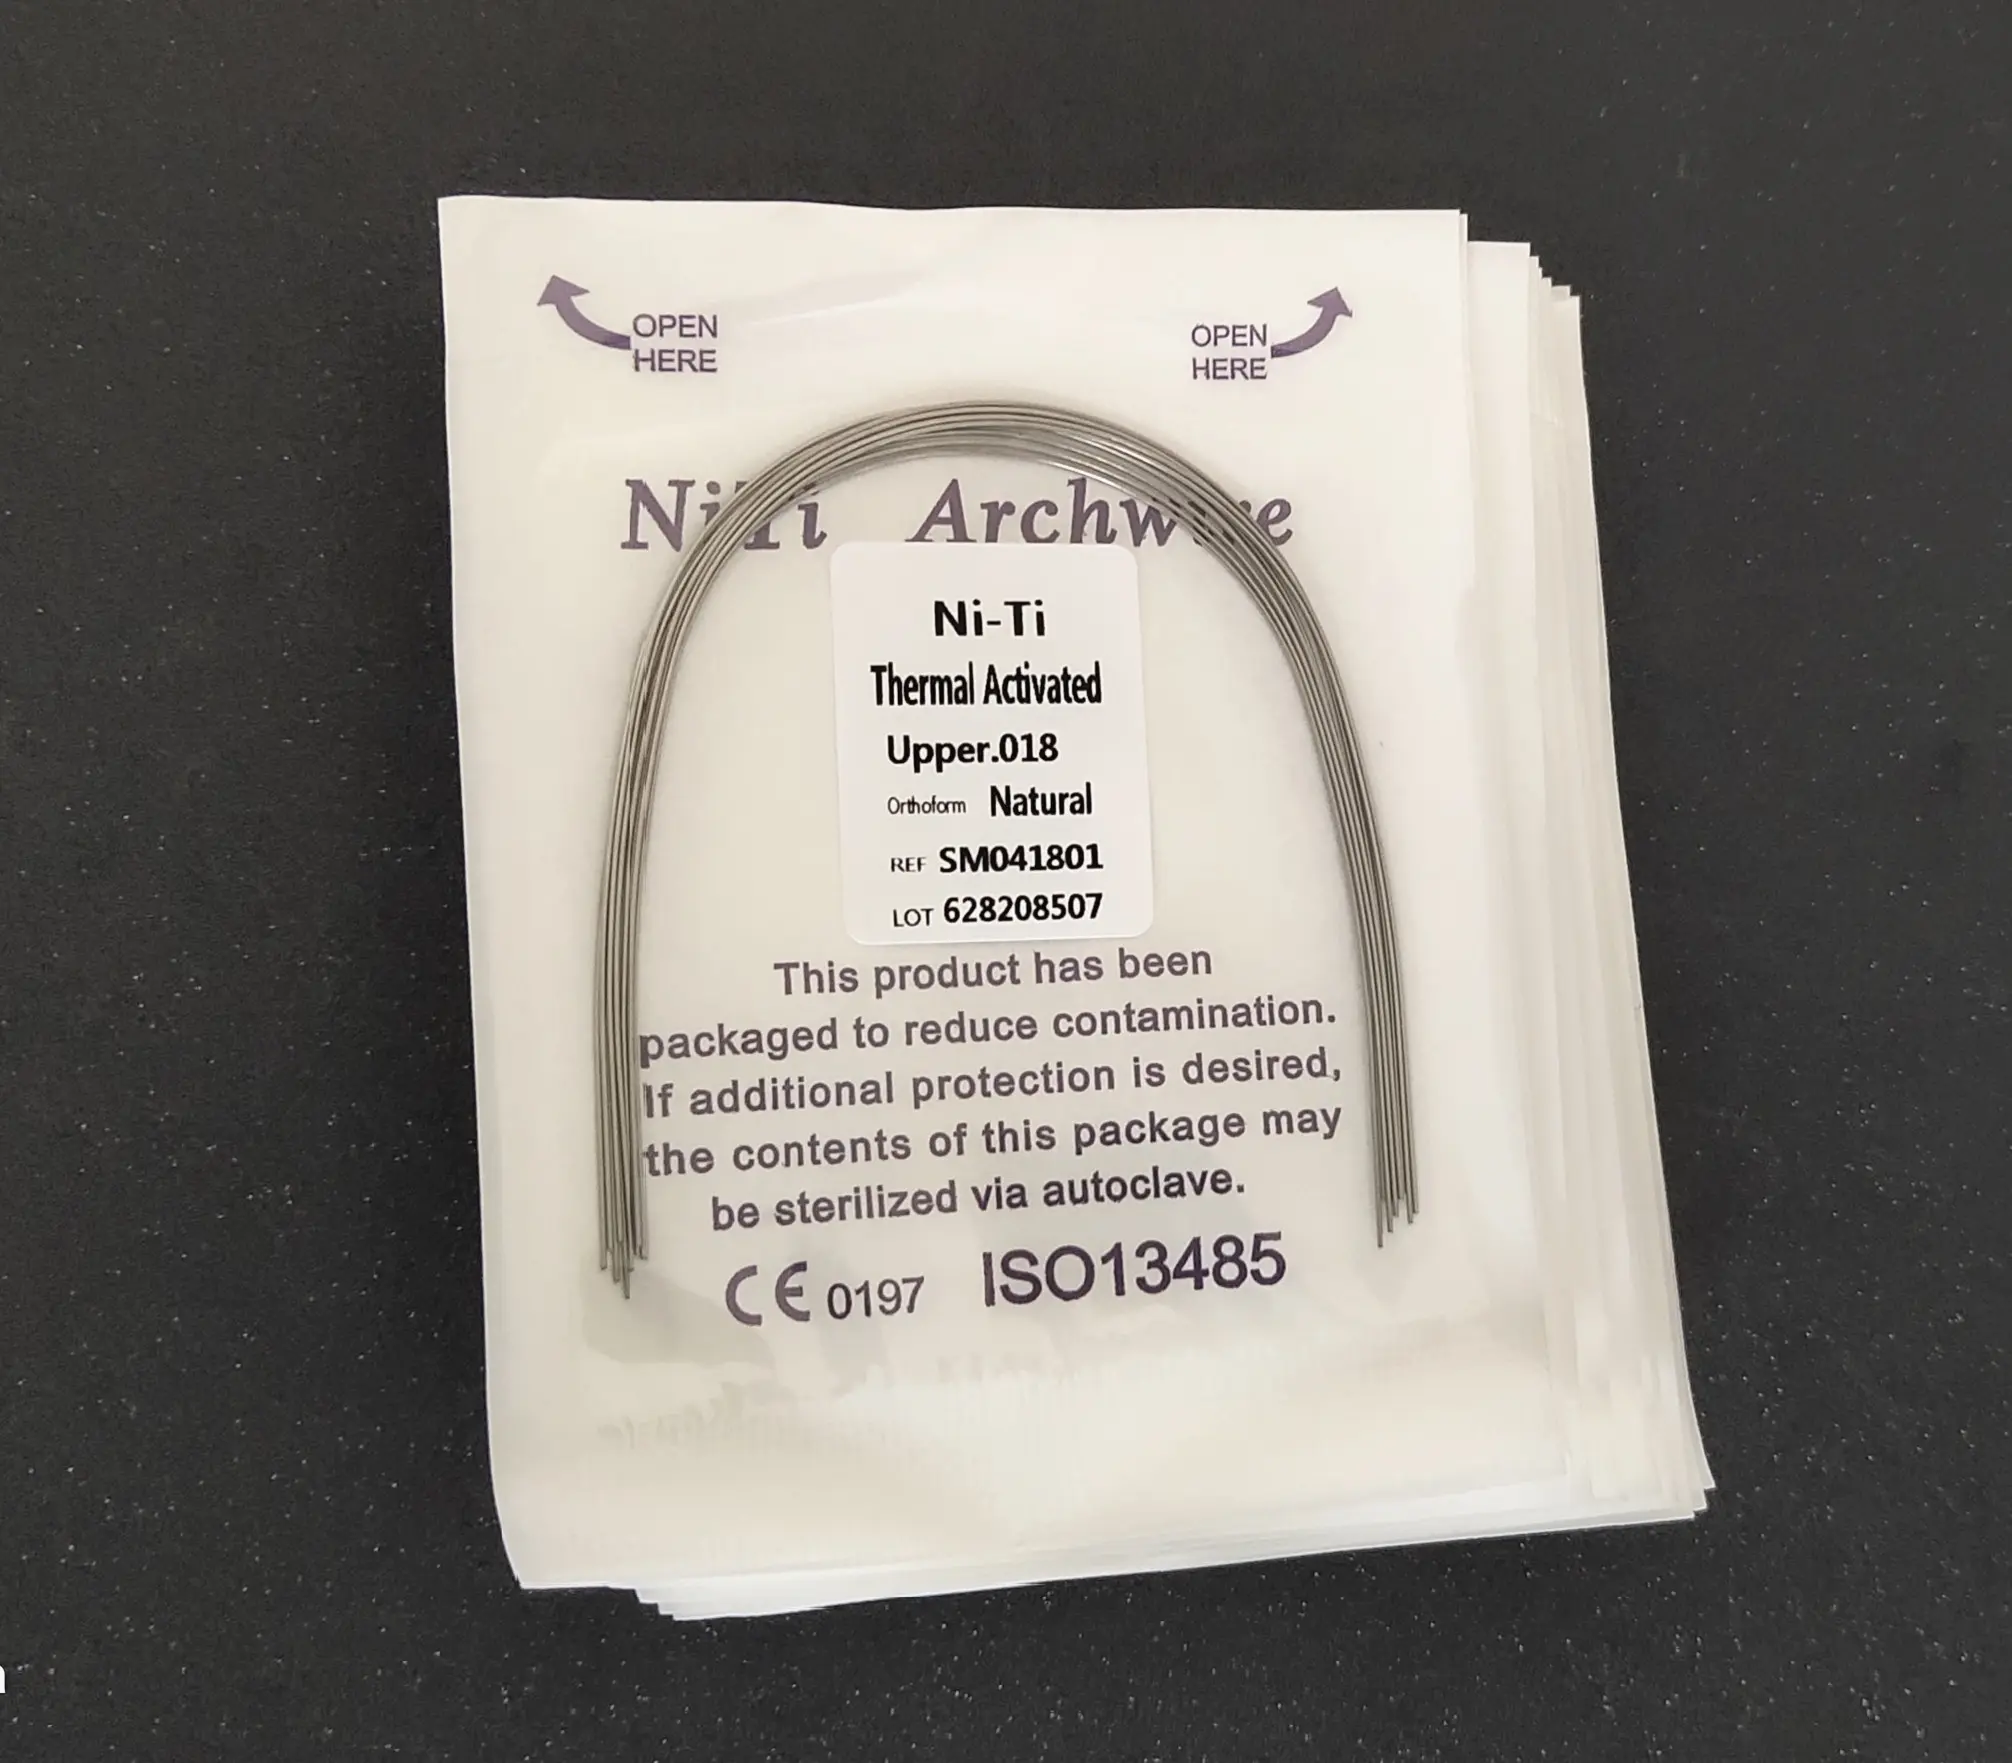 OPEN
HERE
OPEN
HERE
NiTi Archwire
Ni-Ti
Thermal Activated
Upper.018
Orthoform Natural
REF SM041801
LOT 628208507
This product has been
packaged to reduce contamination.
If additional protection is desired,
the contents of this package may
be sterilized via autoclave.
CE 0197 ISO13485